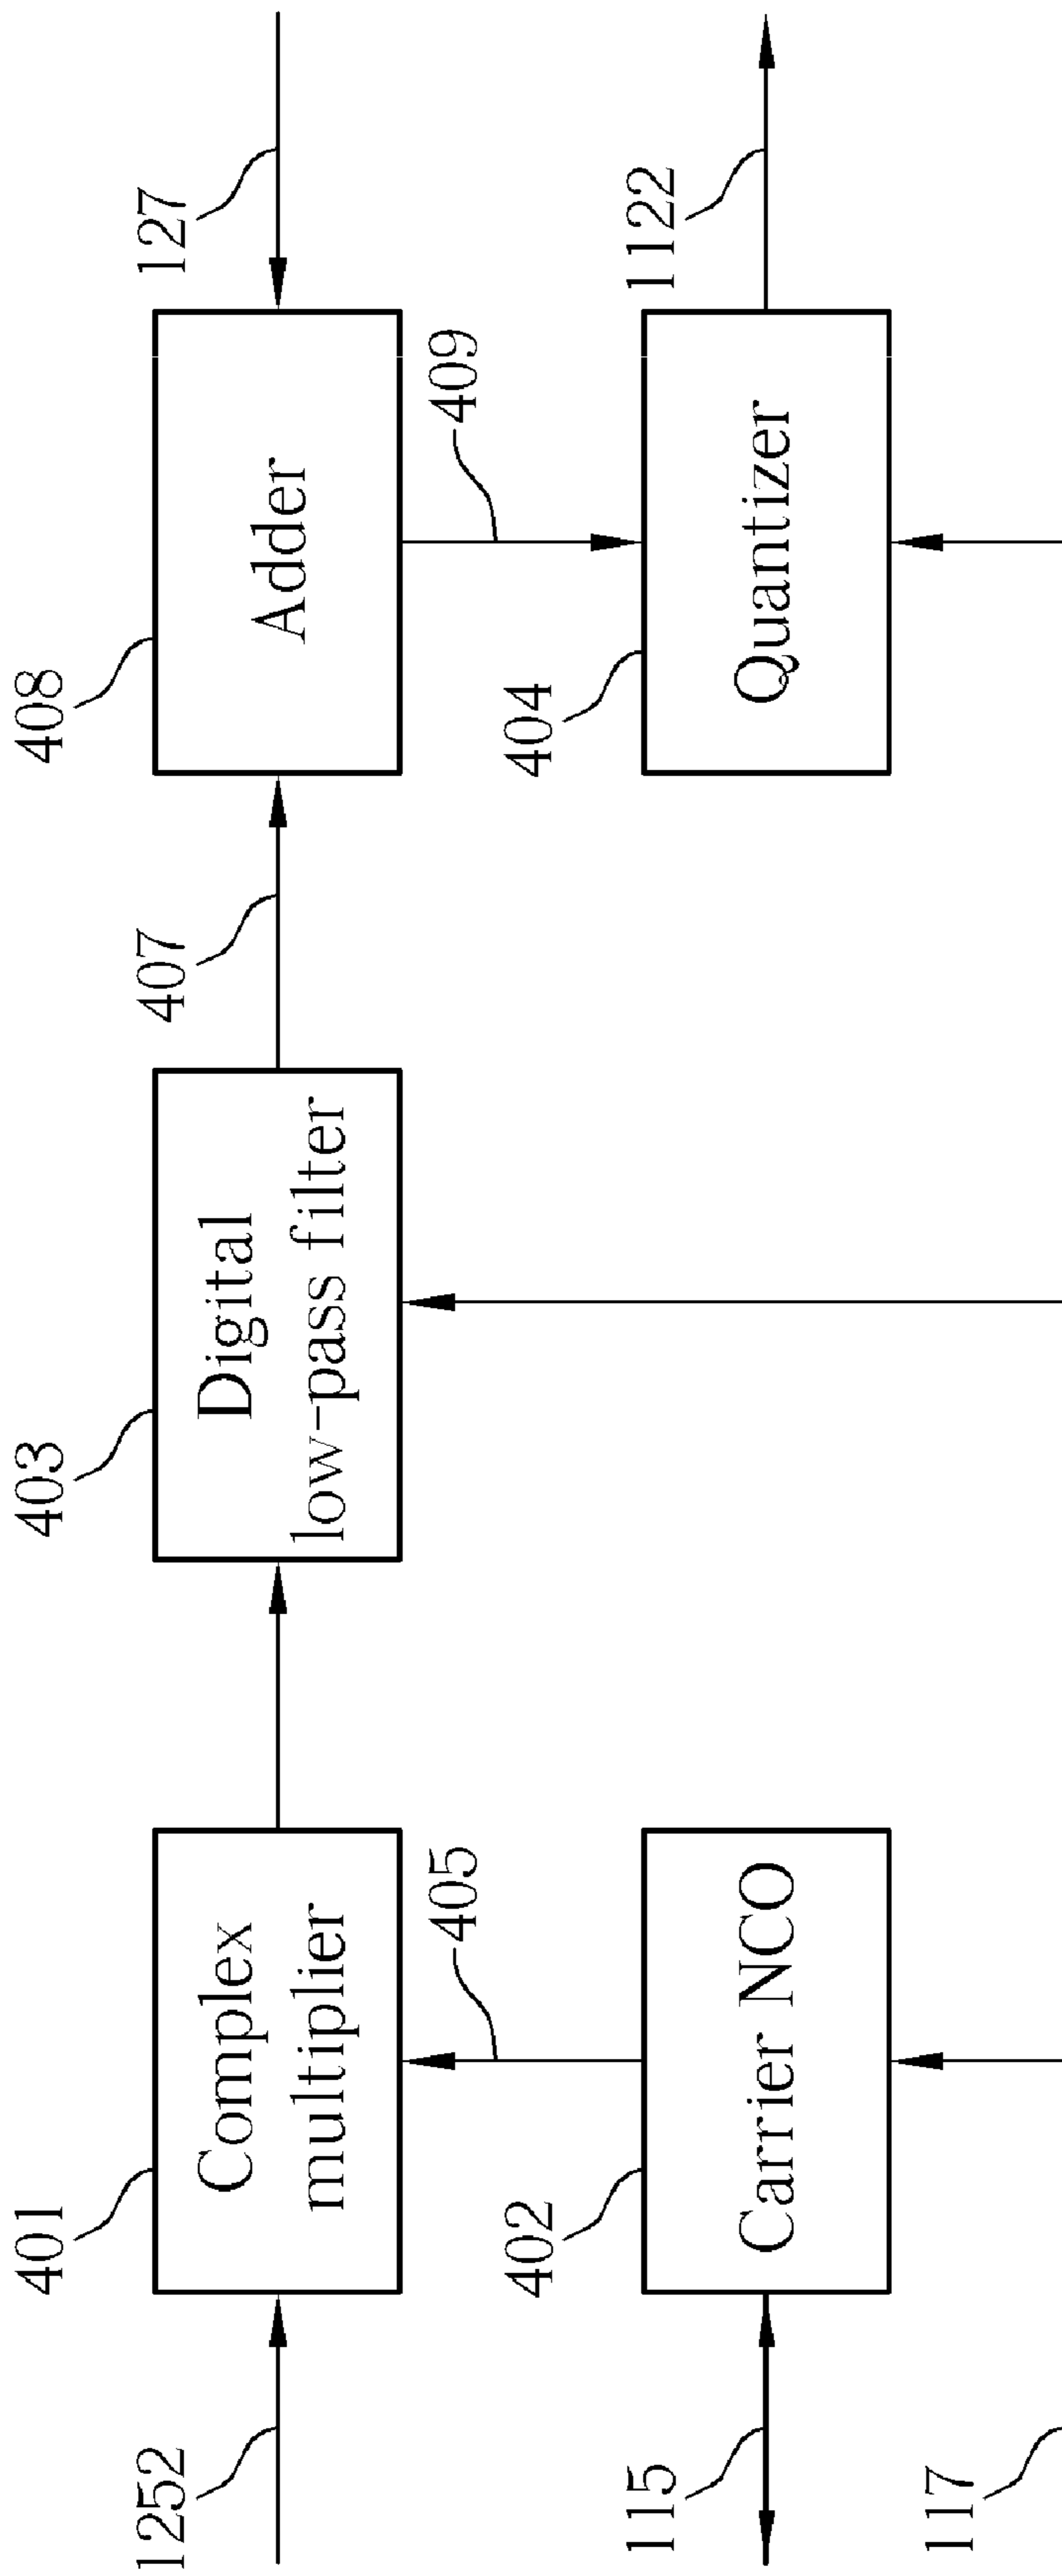 401
403
408
1252
Complex
multiplier
Digital
low-pass filter
407
Adder
127
405
409
402
404
115
Carrier NCO
Quantizer
1122
117